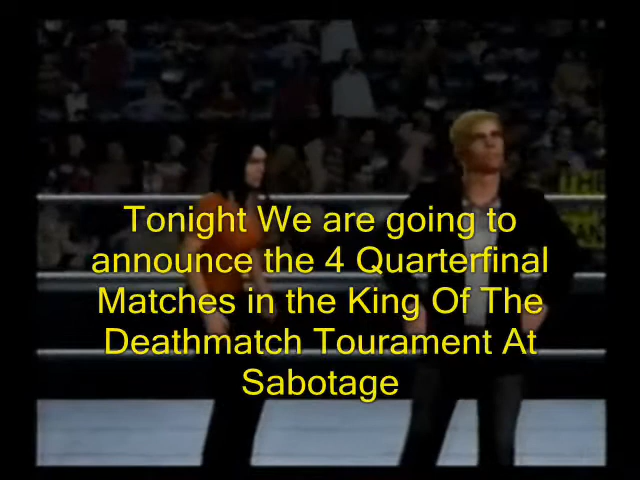 Tonight We are going to
announce the 4 Quarterfinal
Matches in the King Of The
Deathmatch Tourament At
Sabotage